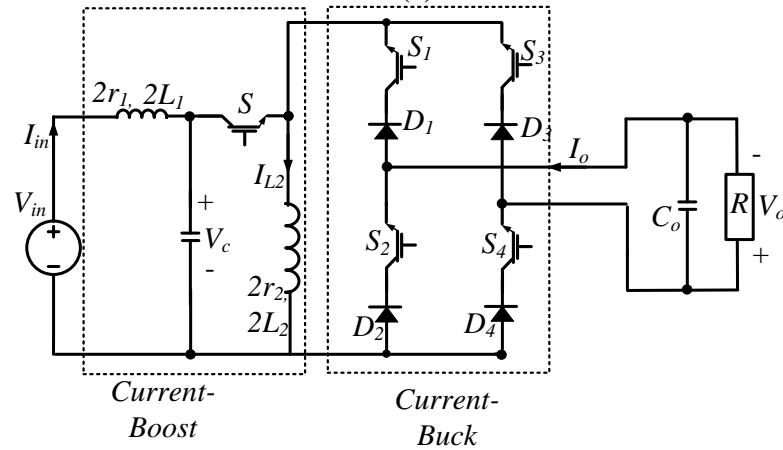 S1
S3
2r1, 2L1
S
D1
D3
Iin
IL2
Io
Vin
+
Vc
-
S2
S4
Co
R
-
Vo
+
2r2,
2L2
D2
D4
Current-
Boost
Current-
Buck